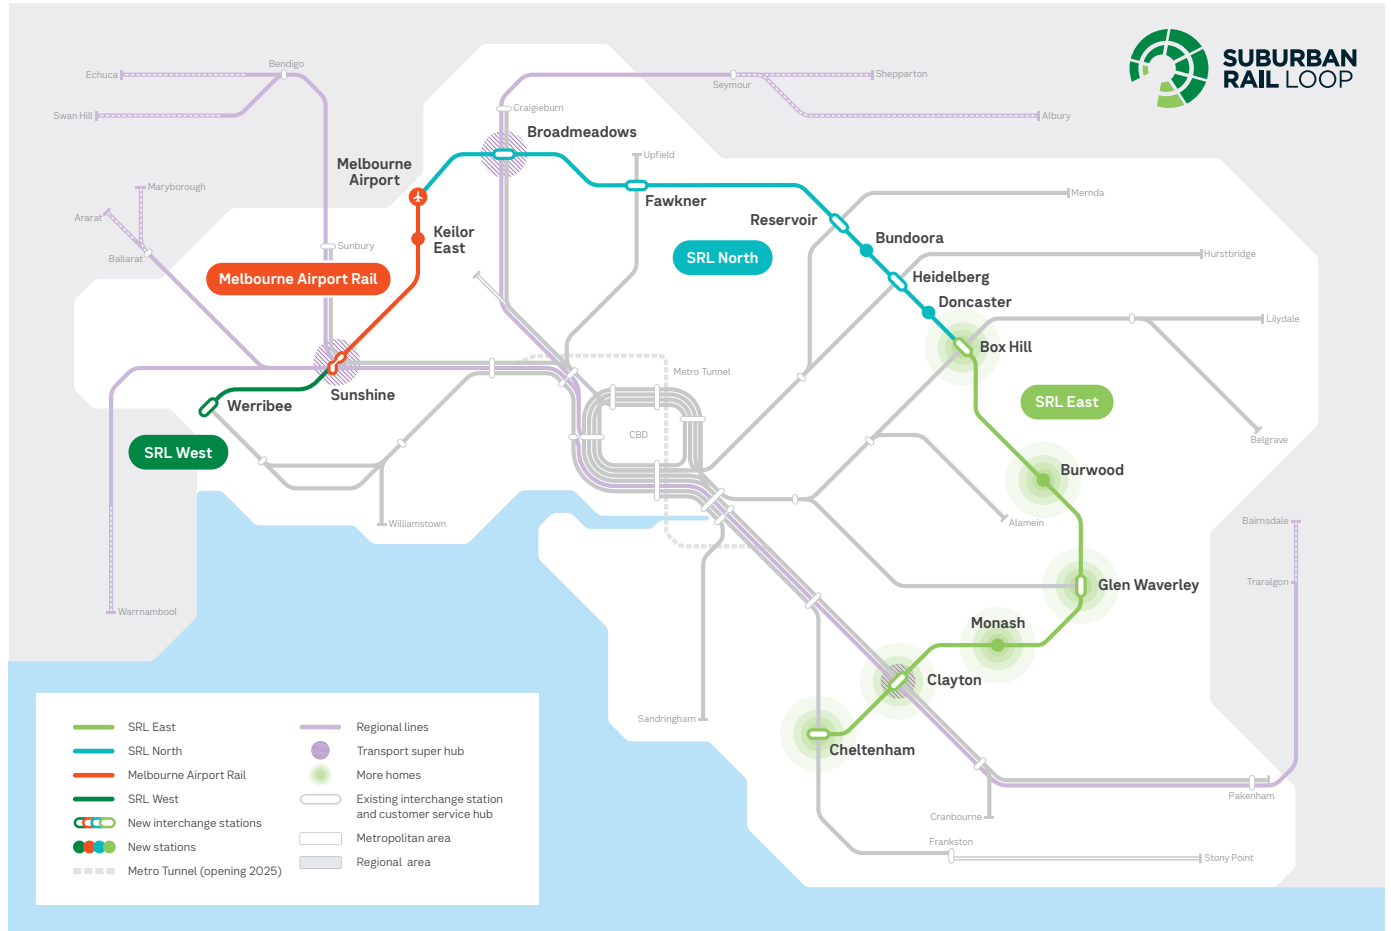 SUBURBAN
RAIL LOOP
Echuca
Bendigo
Swan Hill
Seymour
Shepparton
Albury
Craigieburn
Broadmeadows
Melbourne
Airport
Upfield
Maryborough
Fawkner
Mernda
Ararat
Reservoir
Keilor
East
Bundoora
Sunbury
Ballarat
SRL North
Hurstbridge
Melbourne Airport Rail
Heidelberg
Doncaster
Lilydale
Box Hill
Metro Tunnel
Sunshine
Werribee
SRL East
CBD
Belgrave
SRL West
Burwood
Williamstown
Alamein
Bairnsdale
Traralgon
Glen Waverley
Warrnambool
Monash
Clayton
Sandringham
Cheltenham
Pakenham
Cranbourne
Frankston
Stony Point
SRL East
SRL North
Melbourne Airport Rail
SRL West
New interchange stations
New stations
Metro Tunnel (opening 2025)
Regional lines
Transport super hub
More homes
Existing interchange station
and customer service hub
Metropolitan area
Regional area